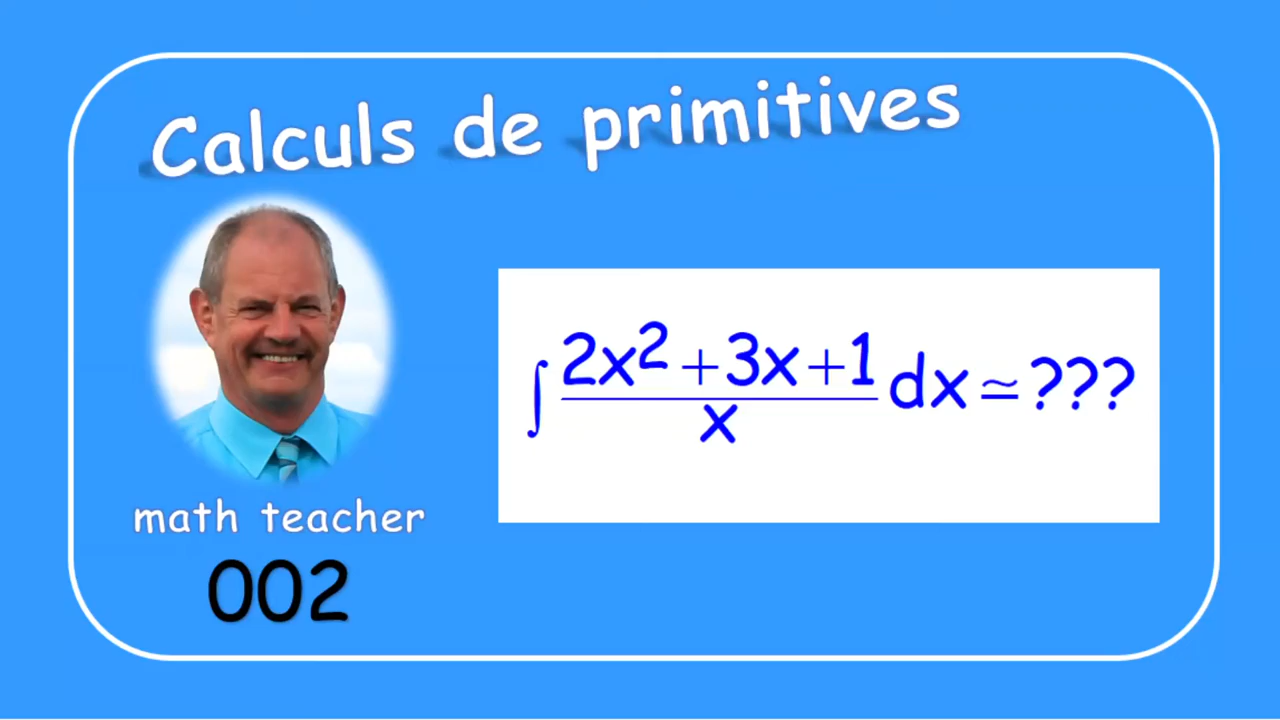 Calculs de primitives
∫ (2x² + 3x + 1)/x dx ≃ ???
math teacher
002